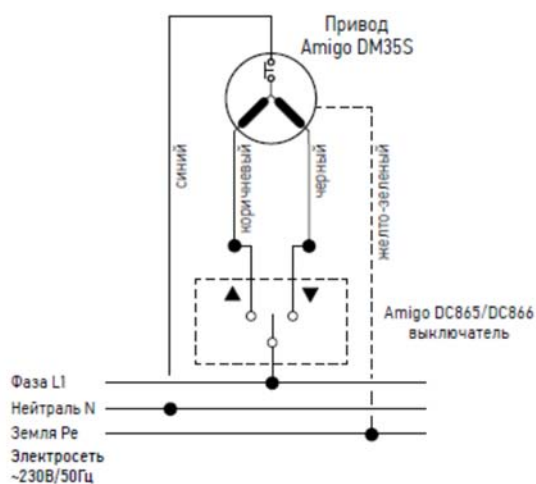 Привод
Amigo DM35S
синий
коричневый
черный
желто-зеленый
Amigo DC865/DC866
выключатель
Фаза L1
Нейтраль N
Земля Pe
Электросеть
~230В/50Гц